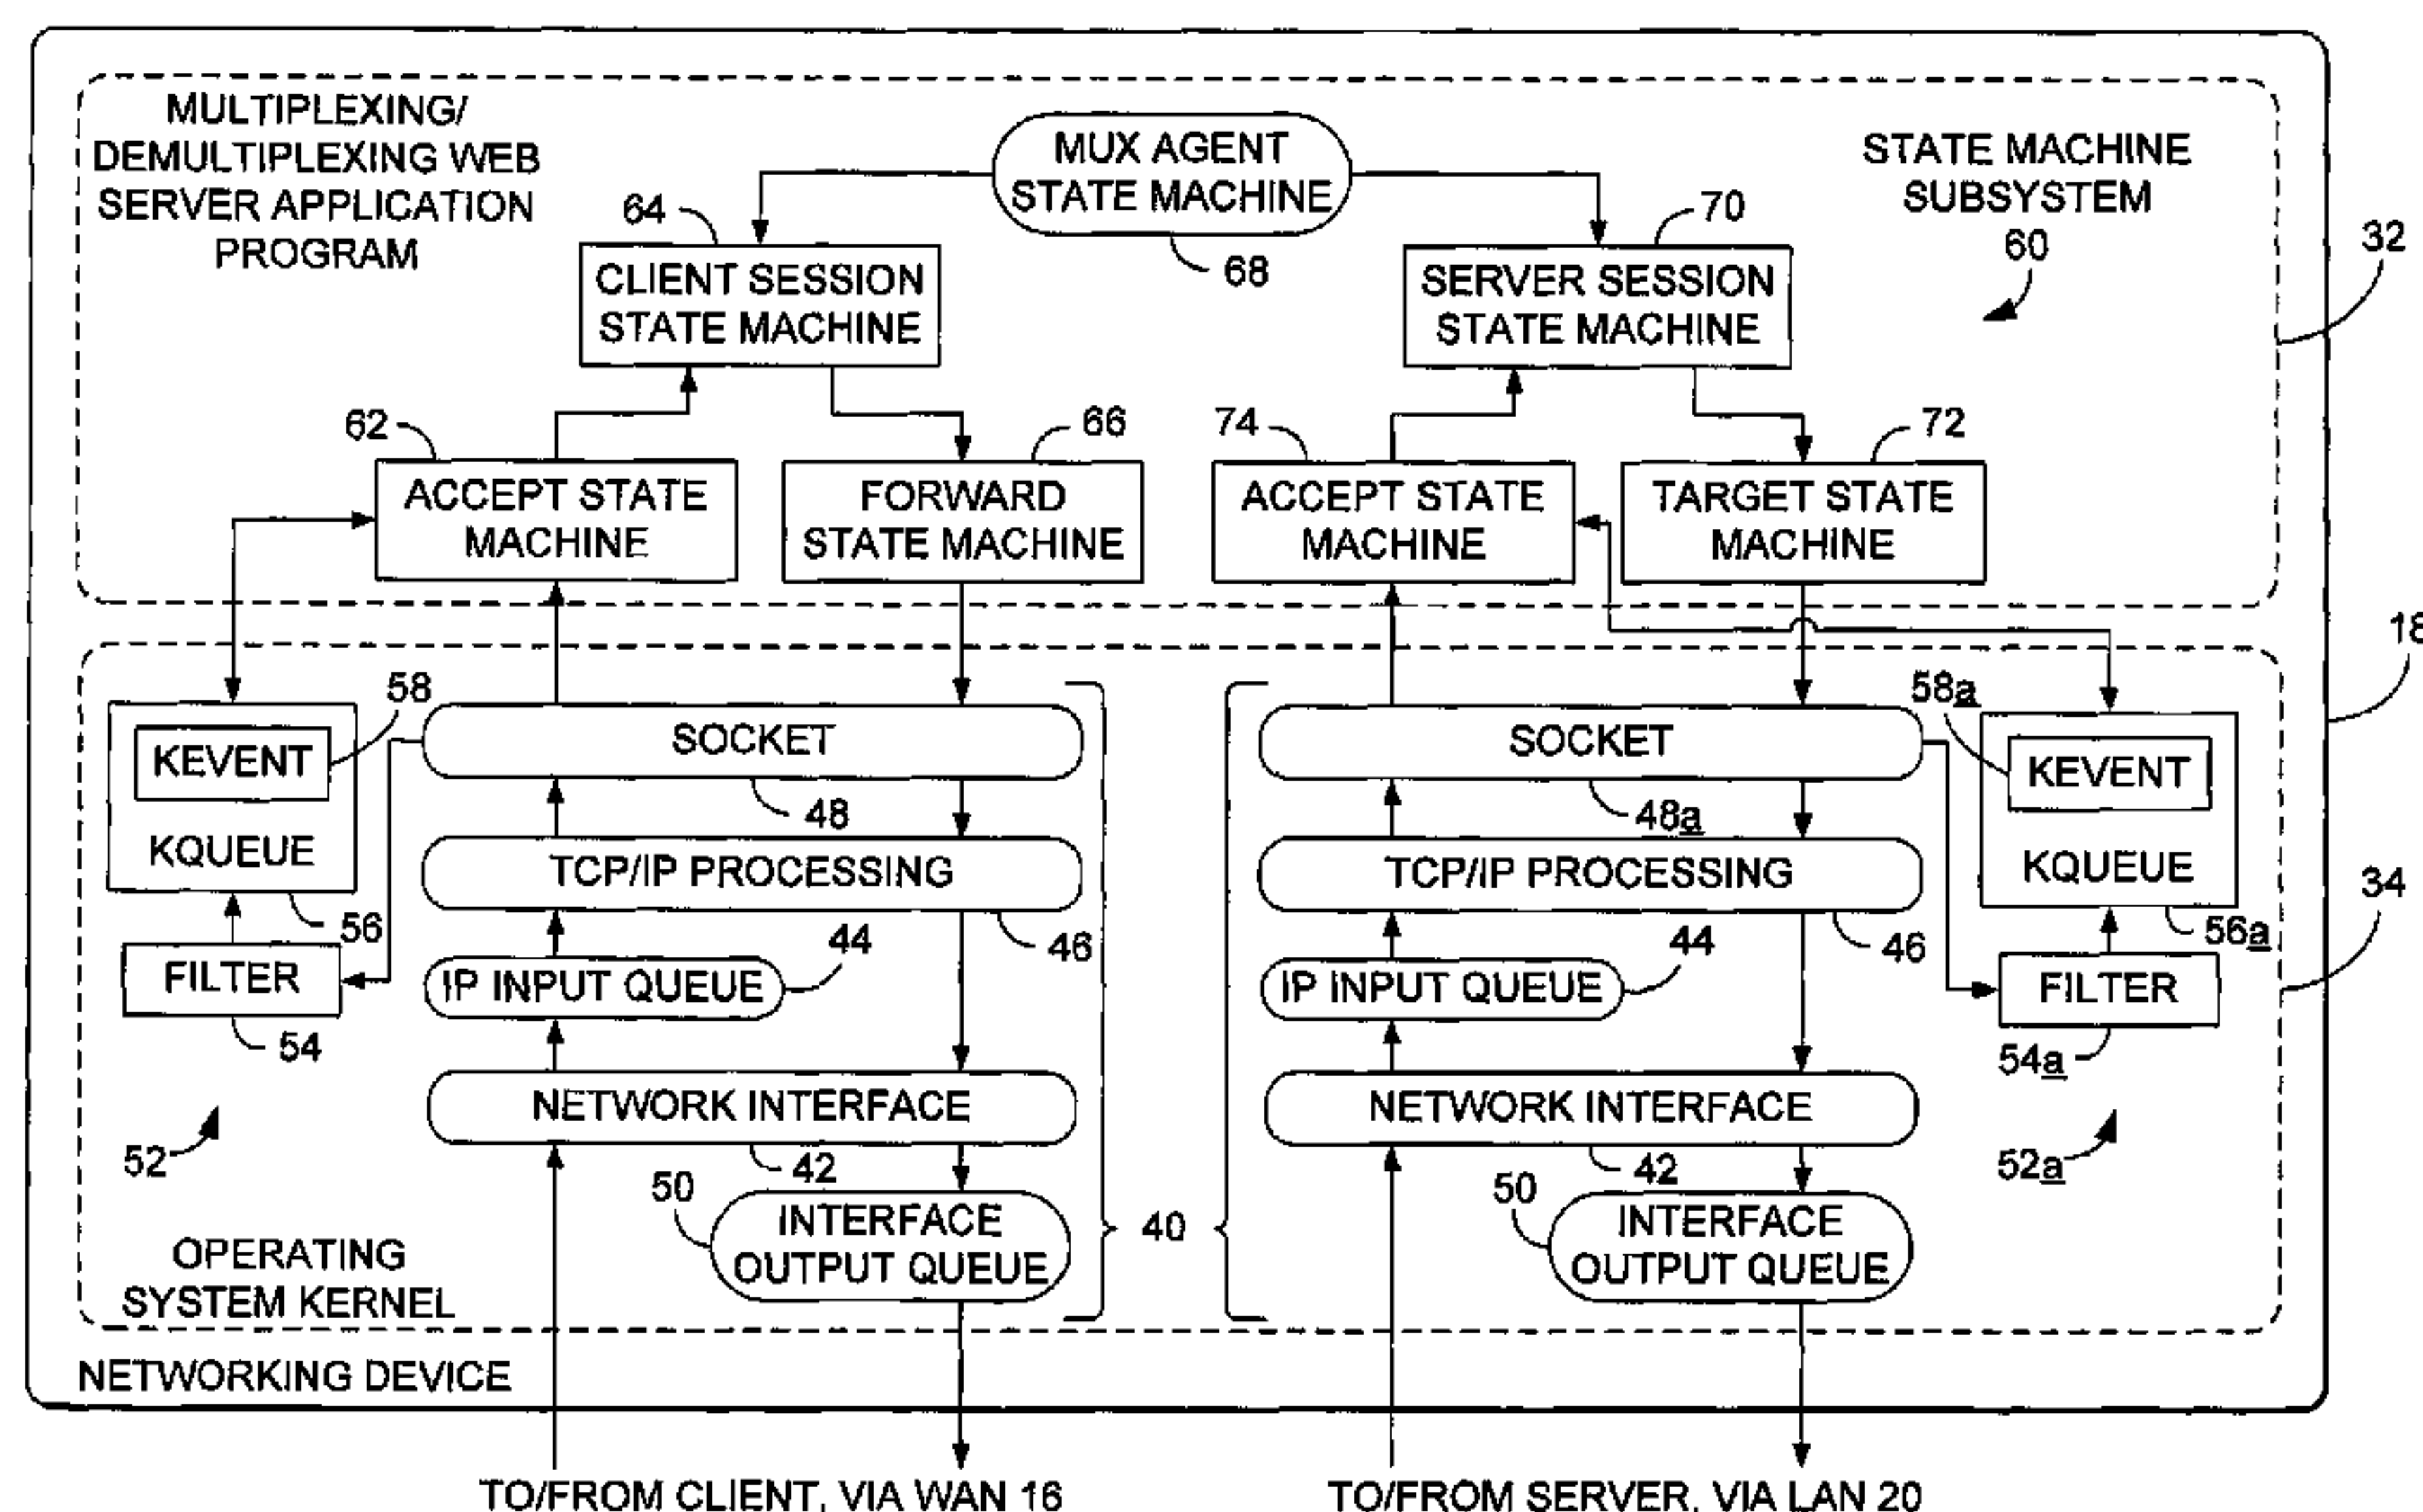 MULTIPLEXING/
DEMULTIPLEXING WEB
SERVER APPLICATION
PROGRAM
MUX AGENT
STATE MACHINE
68
STATE MACHINE
SUBSYSTEM
60
32
64
CLIENT SESSION
STATE MACHINE
70
SERVER SESSION
STATE MACHINE
62
ACCEPT STATE
MACHINE
66
FORWARD
STATE MACHINE
74
ACCEPT STATE
MACHINE
72
TARGET STATE
MACHINE
18
58
KEVENT
KQUEUE
56
FILTER
54
52
SOCKET
48
TCP/IP PROCESSING
46
IP INPUT QUEUE
44
NETWORK INTERFACE
42
50
INTERFACE
OUTPUT QUEUE
40
SOCKET
48a
TCP/IP PROCESSING
46
IP INPUT QUEUE
44
NETWORK INTERFACE
42
50
INTERFACE
OUTPUT QUEUE
58a
KEVENT
KQUEUE
56a
FILTER
54a
52a
34
OPERATING
SYSTEM KERNEL
NETWORKING DEVICE
TO/FROM CLIENT, VIA WAN 16
TO/FROM SERVER, VIA LAN 20